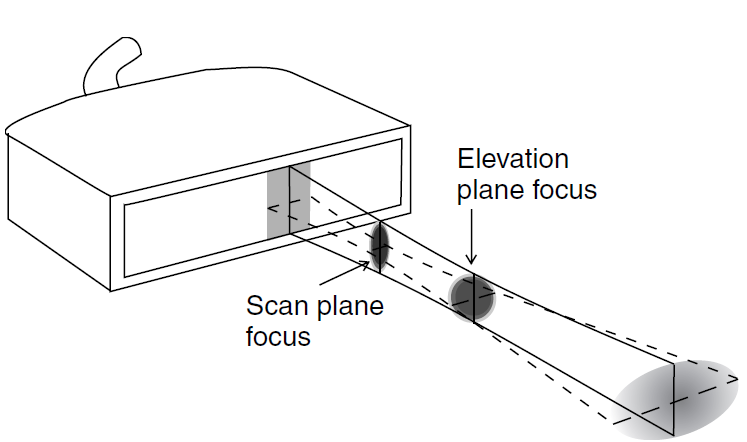 Elevation
plane focus
Scan plane
focus